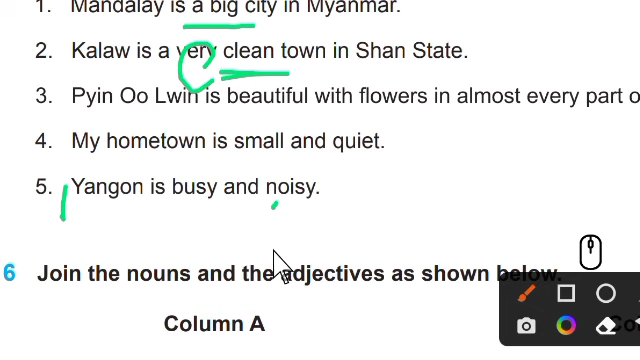 1. Mandalay is a big city in Myanmar.
2. Kalaw is a very clean town in Shan State.
3. Pyin Oo Lwin is beautiful with flowers in almost every part o
4. My hometown is small and quiet.
5. Yangon is busy and noisy.
6 Join the nouns and the adjectives as shown below.
Column A